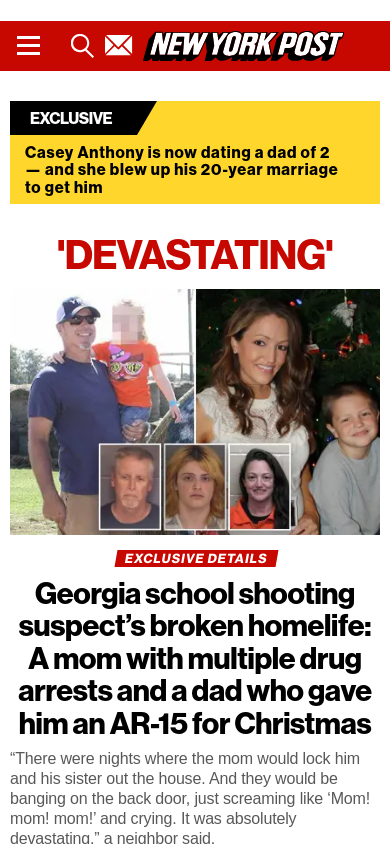 NEW YORK POST
EXCLUSIVE
Casey Anthony is now dating a dad of 2
— and she blew up his 20-year marriage
to get him
'DEVASTATING'
EXCLUSIVE DETAILS
Georgia school shooting
suspect’s broken homelife:
A mom with multiple drug
arrests and a dad who gave
him an AR-15 for Christmas
“There were nights where the mom would lock him
and his sister out the house. And they would be
banging on the back door, just screaming like ‘Mom!
mom! mom!’ and crying. It was absolutely
devastating,” a neighbor said.